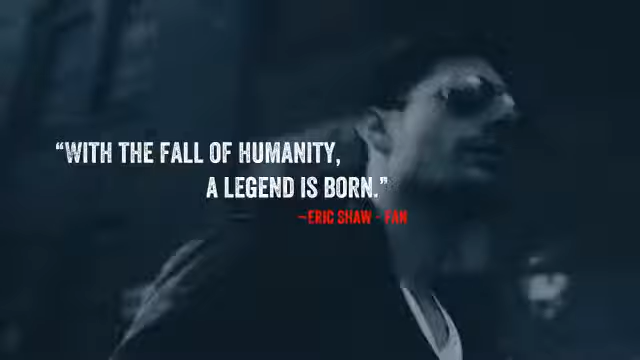 “WITH THE FALL OF HUMANITY,
A LEGEND IS BORN.”
~ERIC SHAW - FAN